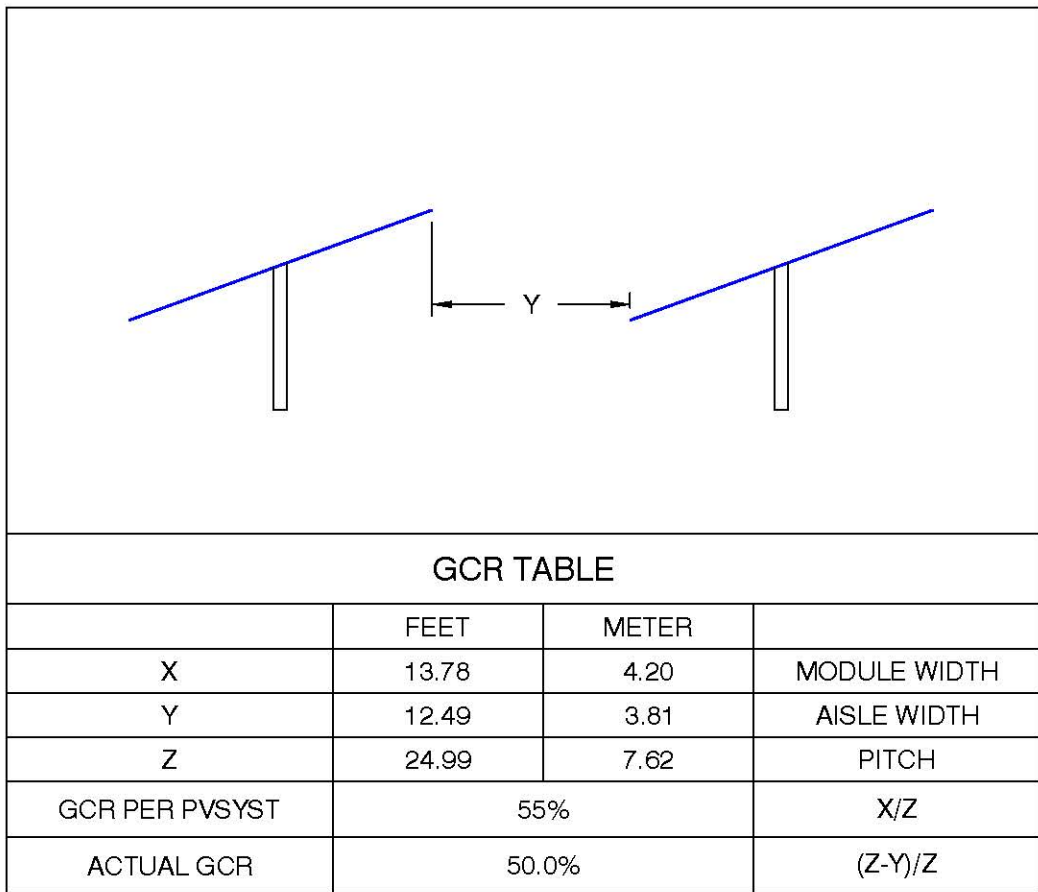 Y
GCR TABLE
FEET METER
X 13.78 4.20 MODULE WIDTH
Y 12.49 3.81 AISLE WIDTH
Z 24.99 7.62 PITCH
GCR PER PVSYST 55% X/Z
ACTUAL GCR 50.0% (Z-Y)/Z